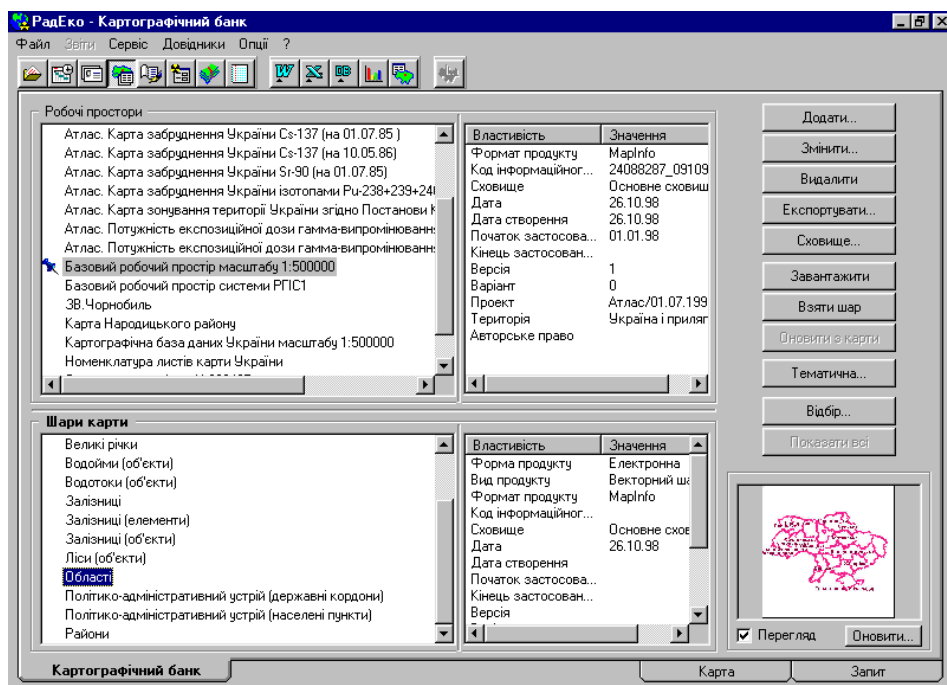 РадЕко - Картографічний банк
Файл Звіти Сервіс Довідники Опції ?
Робочі простори
Атлас. Карта забруднення України Cs-137 (на 01.07.85 )
Атлас. Карта забруднення України Cs-137 (на 10.05.86)
Атлас. Карта забруднення України Sr-90 (на 01.07.85)
Атлас. Карта забруднення України ізотопами Pu-238+239+240
Атлас. Карта зонування території України згідно Постанови К
Атлас. Потужність експозиційної дози гамма-випромінюванн
Атлас. Потужність експозиційної дози гамма-випромінюванн
Базовий робочий простір масштабу 1:500000
Базовий робочий простір системи РГІС1
ЗВ.Чорнобиль
Карта Народицького району
Картографічна база даних України масштабу 1:500000
Номенклатура листів карти України
Властивість Значення
Формат продукту MapInfo
Код інформаційног... 24088287_09109
Сховище Основне сховищ
Дата 26.10.98
Дата створення 26.10.98
Початок застосова... 01.01.98
Кінець застосован...
Версія 1
Варіант 0
Проект Атлас/01.07.199
Територія Україна і приляг
Авторське право
Додати...
Змінити...
Видалити
Експортувати...
Сховище...
Завантажити
Взяти шар
Оновити з карти
Тематична...
Відбір...
Показати всі
Шари карти
Великі річки
Водойми (об'єкти)
Водотоки (об'єкти)
Залізниці
Залізниці (елементи)
Залізниці (об'єкти)
Ліси (об'єкти)
Області
Політико-адміністративний устрій (державні кордони)
Політико-адміністративний устрій (населені пункти)
Райони
Властивість Значення
Форма продукту Електронна
Вид продукту Векторний ша
Формат продукту MapInfo
Код інформаційног...
Сховище Основне схов
Дата 26.10.98
Дата створення
Початок застосова...
Кінець застосован...
Версія
Перегляд Оновити...
Картографічний банк Карта Запит